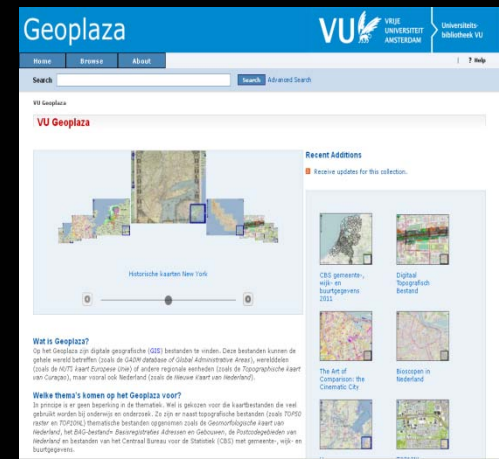 Geoplaza
VU VRIJE
UNIVERSITEIT
AMSTERDAM
Universiteits-
bibliotheek VU
Home Browse About
? Help
Search Search Advanced Search
VU Geoplaza
VU Geoplaza
Historische kaarten New York
Wat is Geoplaza?
Op het Geoplaza zijn digitale geografische (GIS) bestanden te vinden. Deze bestanden kunnen de
gehele wereld betreffen (zoals de GADM database of Global Administrative Areas), werelddelen
(zoals de NUTS kaart Europese Unie) of andere regionale eenheden (zoals de Topographische kaart
van Curaçao), maar vooral ook Nederland (zoals de Nieuwe Kaart van Nederland).
Welke thema's komen op het Geoplaza voor?
In principe is er geen beperking in de thematiek. Wel is gekozen voor de kaartbestanden die veel
gebruikt worden bij onderwijs en onderzoek. Zo zijn er naast topografische bestanden (zoals TOP50
raster en TOP10NL) thematische bestanden opgenomen zoals de Geomorfologische kaart van
Nederland, het BAG-bestand= Basisregistraties Adressen en Gebouwen, de Postcodegebieden van
Nederland en bestanden van het Centraal Bureau voor de Statistiek (CBS) met gemeente-, wijk- en
buurtgegevens.
Recent Additions
Receive updates for this collection.
CBS gemeente-,
wijk- en
buurtgegevens
2011
Digitaal
Topografisch
Bestand
The Art of
Comparison: the
Cinematic City
Bioscopen in
Nederland